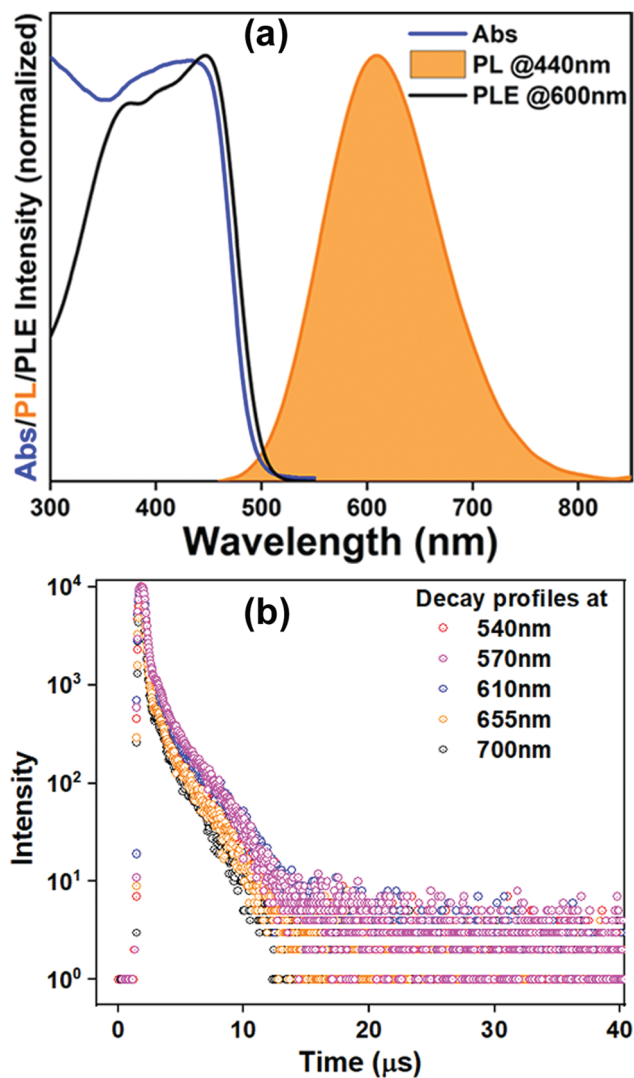 (a)
Abs
PL @440nm
PLE @600nm
Abs/PL/PLE Intensity (normalized)
300 400 500 600 700 800
Wavelength (nm)
(b)
Decay profiles at
540nm
570nm
610nm
655nm
700nm
Intensity
10⁴
10³
10²
10¹
10⁰
0 10 20 30 40
Time (μs)